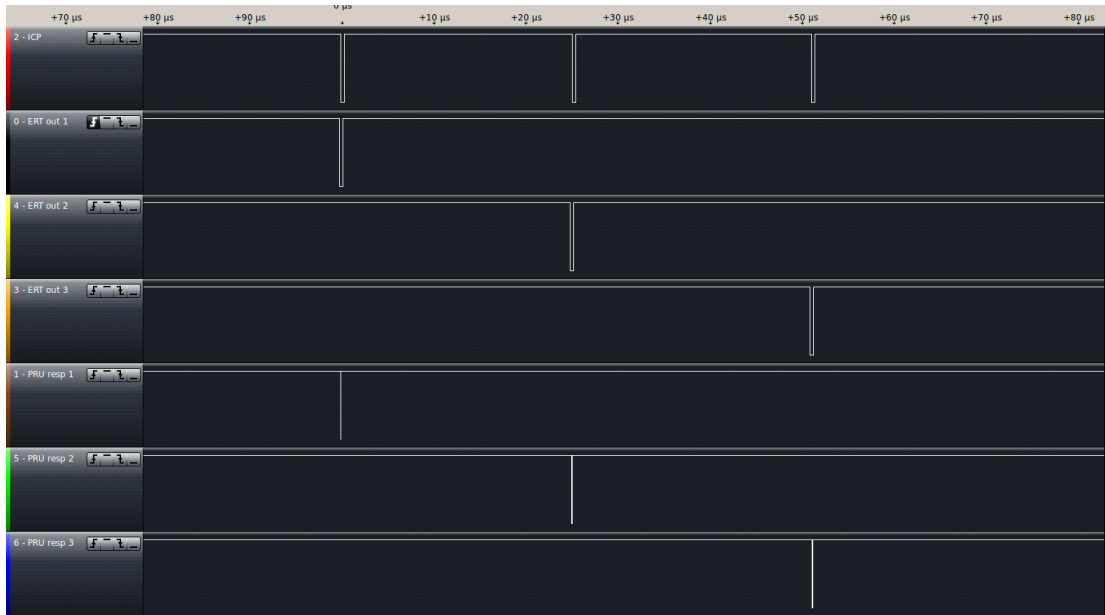 0 µs
+70 µs +80 µs +90 µs +10 µs +20 µs +30 µs +40 µs +50 µs +60 µs +70 µs +80 µs
2 - ICP
0 - ERT out 1
4 - ERT out 2
3 - ERT out 3
1 - PRU resp 1
5 - PRU resp 2
6 - PRU resp 3